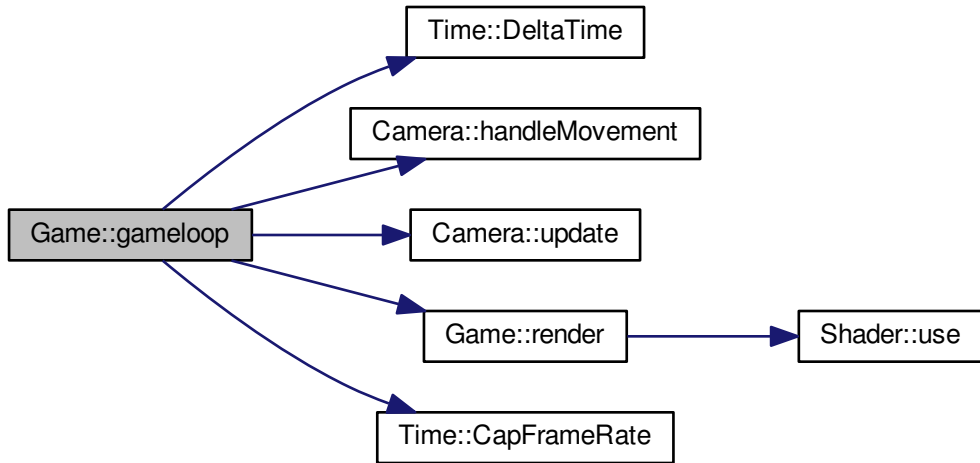 Time::DeltaTime
Camera::handleMovement
Game::gameloop
Camera::update
Game::render
Shader::use
Time::CapFrameRate